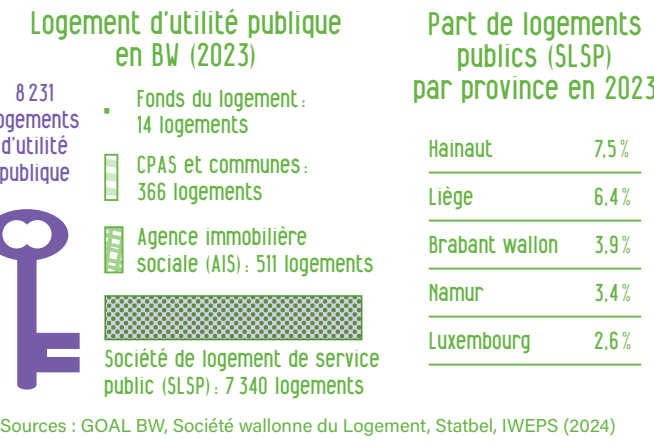 Logement d'utilité publique
en BW (2023)
8 231
logements
d'utilité
publique
Fonds du logement :
14 logements
CPAS et communes :
366 logements
Agence immobilière
sociale (AIS) : 511 logements
Société de logement de service
public (SLSP) : 7 340 logements
Part de logements
publics (SLSP)
par province en 2023
Hainaut 7,5 %
Liège 6,4 %
Brabant wallon 3,9 %
Namur 3,4 %
Luxembourg 2,6 %
Sources : GOAL BW, Société wallonne du Logement, Statbel, IWEPS (2024)